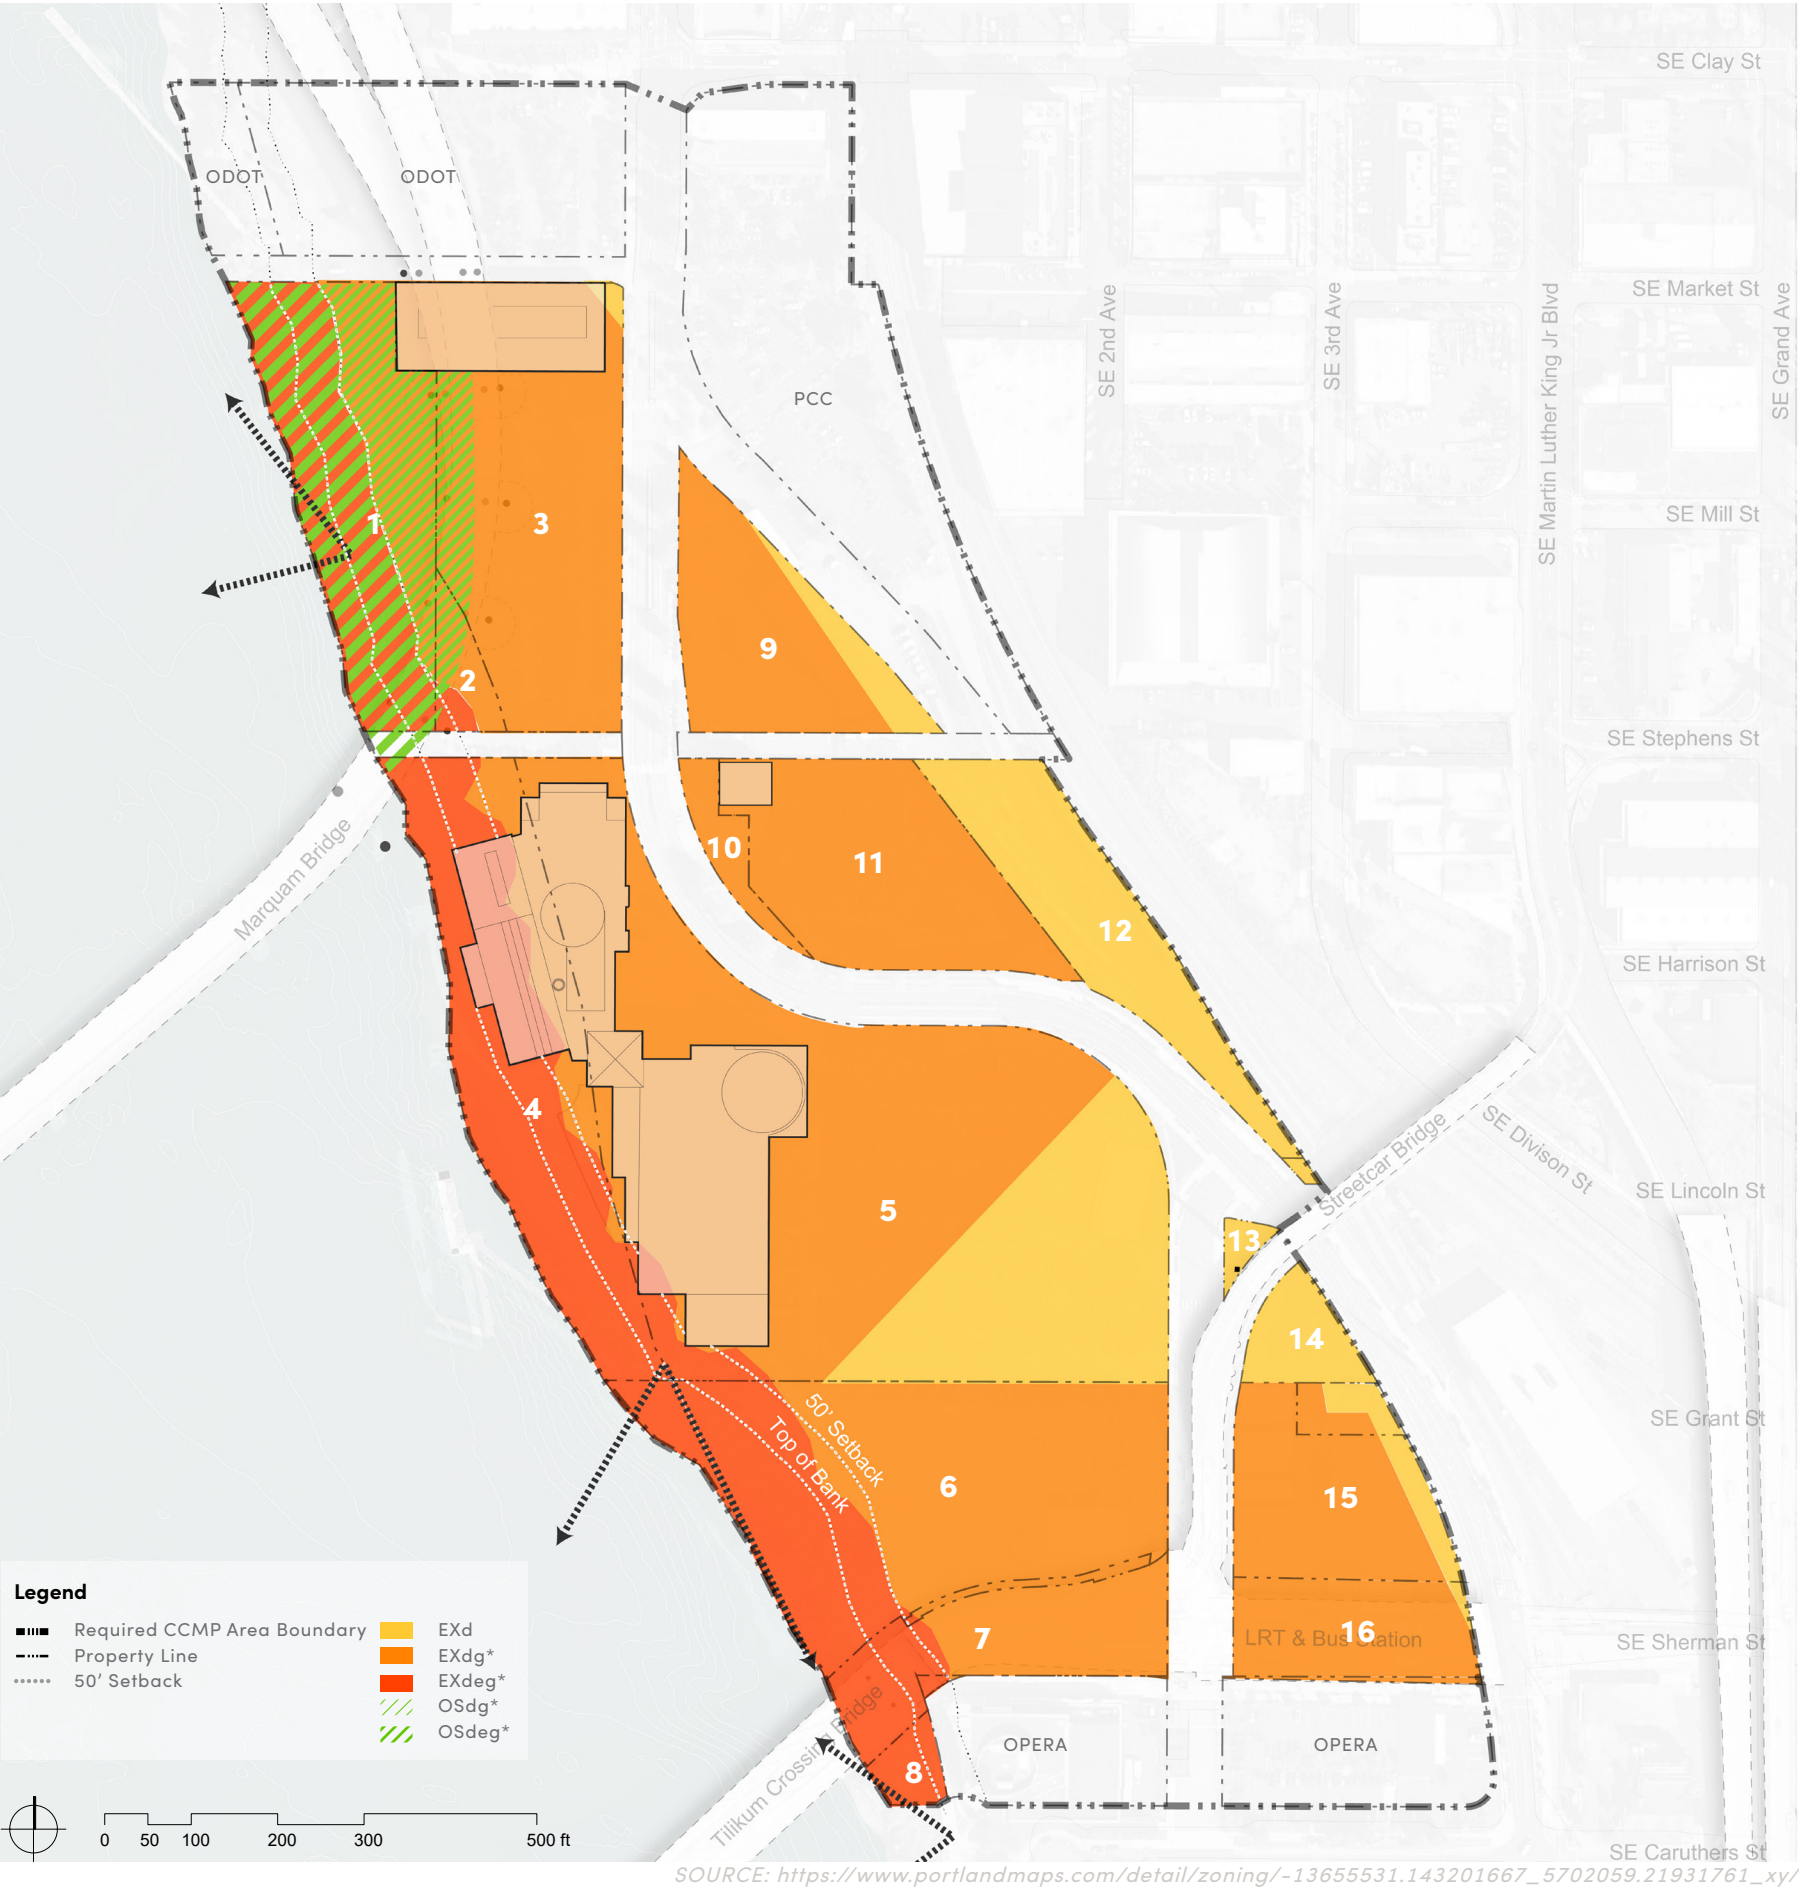 SE Clay St
ODOT
ODOT
SE Market St
SE 2nd Ave
SE 3rd Ave
SE Martin Luther King Jr Blvd
SE Grand Ave
PCC
1
3
SE Mill St
9
2
SE Stephens St
Marquam Bridge
10
11
12
SE Harrison St
4
5
Streetcar Bridge
SE Divison St
SE Lincoln St
13
14
50' Setback
Top of Bank
SE Grant St
6
15
7
LRT & Bus Station
16
SE Sherman St
Tilikum Crossing Bridge
8
OPERA
OPERA
SE Caruthers St
Legend
Required CCMP Area Boundary
Property Line
50' Setback
EXd
EXdg*
EXdeg*
OSdg*
OSdeg*
0 50 100 200 300 500 ft
SOURCE: https://www.portlandmaps.com/detail/zoning/-13655531.143201667_5702059.21931761_xy/